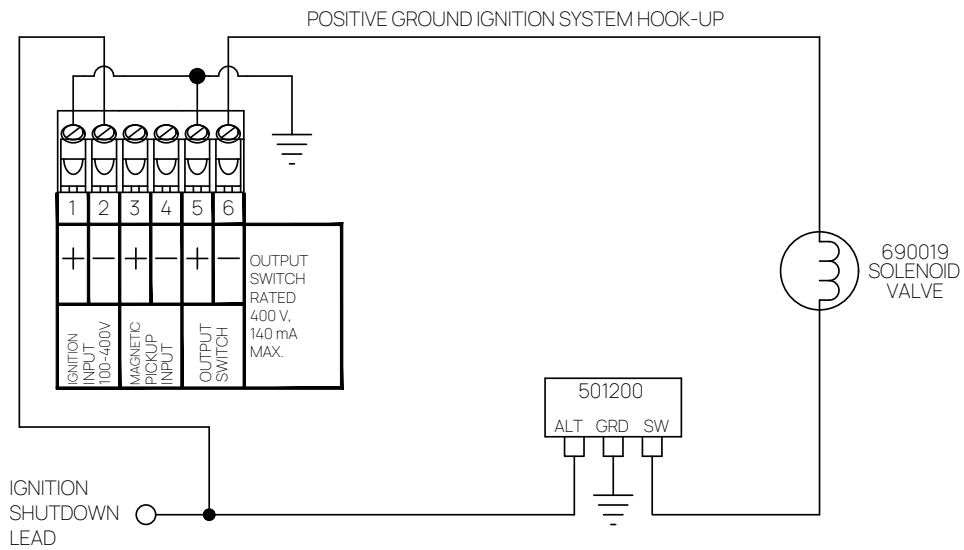 POSITIVE GROUND IGNITION SYSTEM HOOK-UP
1 2 3 4 5 6
+ − + − + −
OUTPUT
SWITCH
RATED
400 V,
140 mA
MAX.
IGNITION
INPUT
100-400V
MAGNETIC
PICKUP
INPUT
OUTPUT
SWITCH
690019
SOLENOID
VALVE
501200
ALT GRD SW
IGNITION
SHUTDOWN
LEAD